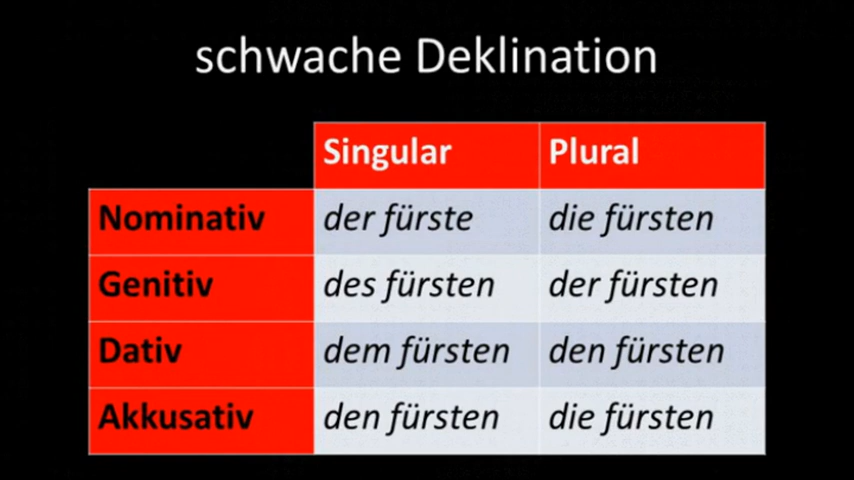 schwache Deklination
Singular Plural
Nominativ der fürste die fürsten
Genitiv des fürsten der fürsten
Dativ dem fürsten den fürsten
Akkusativ den fürsten die fürsten